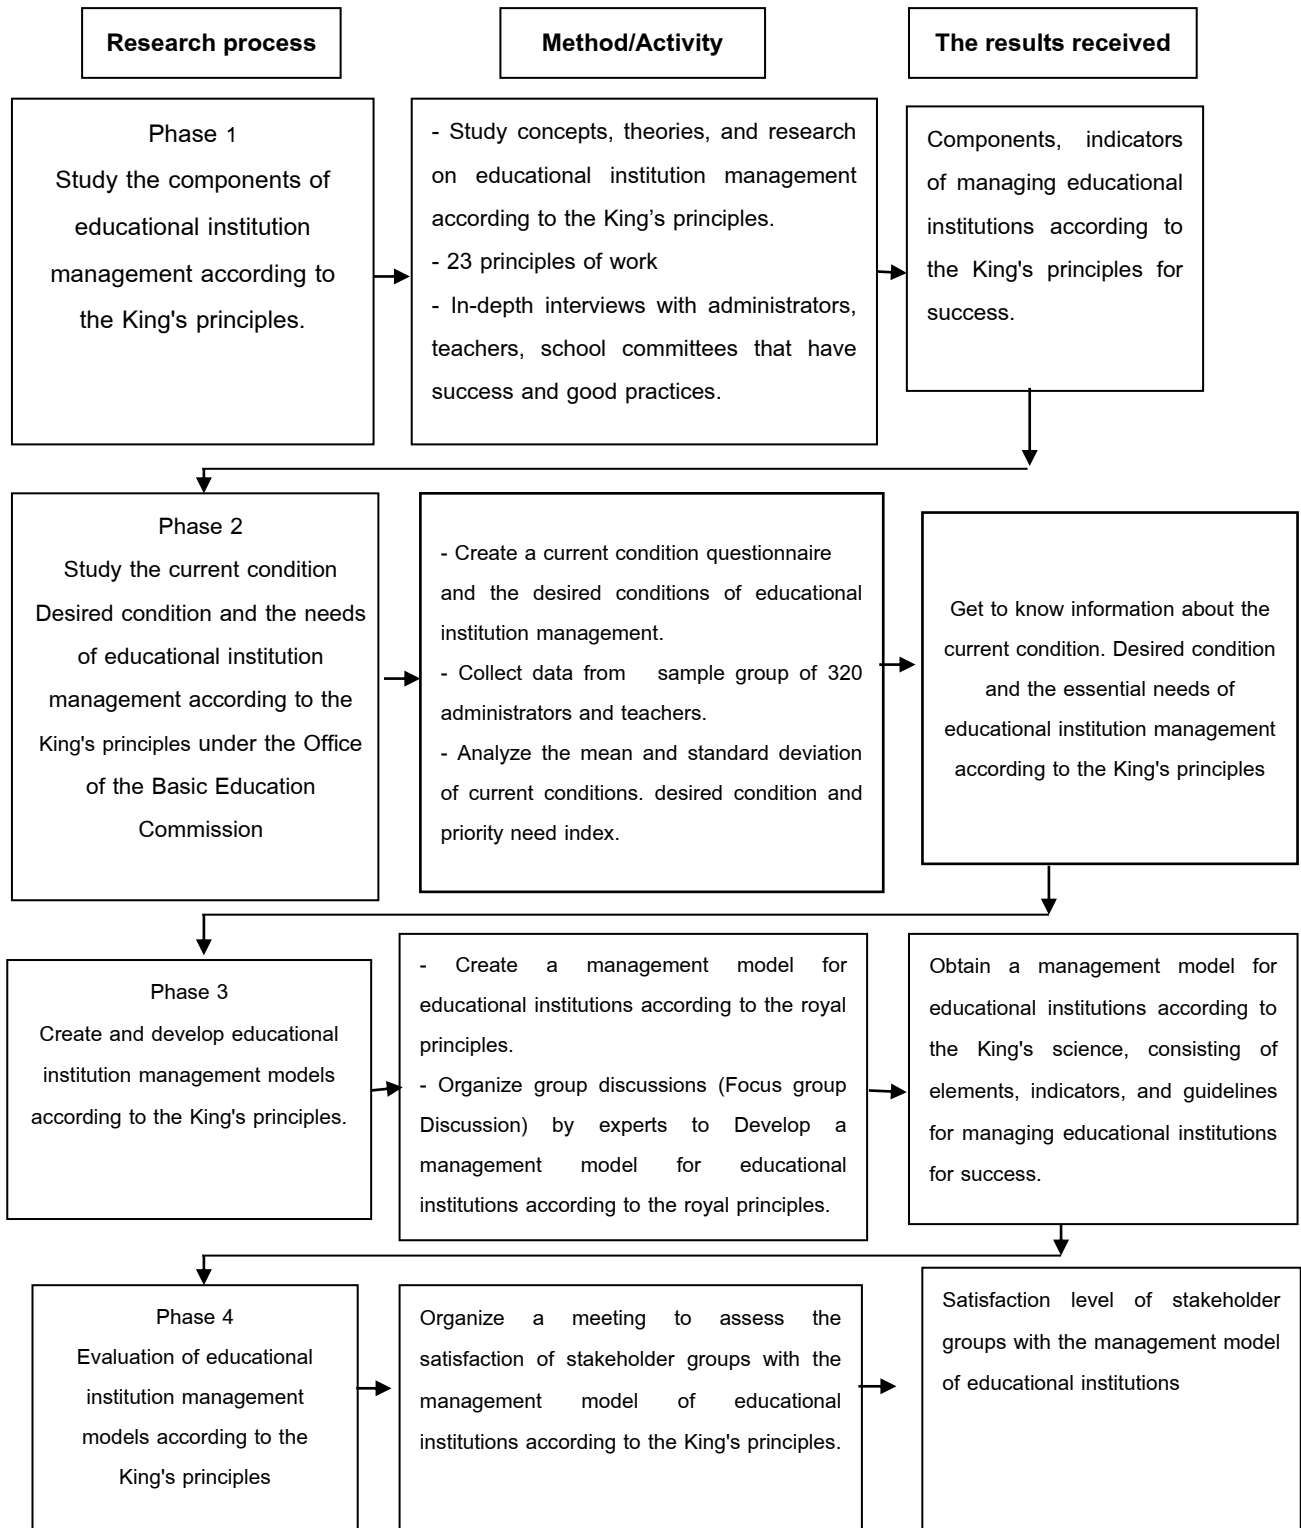 Research process
Method/Activity
The results received
Phase 1
Study the components of
educational institution
management according to
the King's principles.
- Study concepts, theories, and research
on educational institution management
according to the King’s principles.
- 23 principles of work
- In-depth interviews with administrators,
teachers, school committees that have
success and good practices.
Components, indicators
of managing educational
institutions according to
the King's principles for
success.
Phase 2
Study the current condition
Desired condition and the needs
of educational institution
management according to the
King's principles under the Office
of the Basic Education
Commission
- Create a current condition questionnaire
and the desired conditions of educational
institution management.
- Collect data from sample group of 320
administrators and teachers.
- Analyze the mean and standard deviation
of current conditions. desired condition and
priority need index.
Get to know information about the
current condition. Desired condition
and the essential needs of
educational institution management
according to the King's principles
Phase 3
Create and develop educational
institution management models
according to the King's principles.
- Create a management model for
educational institutions according to the royal
principles.
- Organize group discussions (Focus group
Discussion) by experts to Develop a
management model for educational
institutions according to the royal principles.
Obtain a management model for
educational institutions according to
the King's science, consisting of
elements, indicators, and guidelines
for managing educational institutions
for success.
Phase 4
Evaluation of educational
institution management
models according to the
King's principles
Organize a meeting to assess the
satisfaction of stakeholder groups with the
management model of educational
institutions according to the King's principles.
Satisfaction level of stakeholder
groups with the management model
of educational institutions